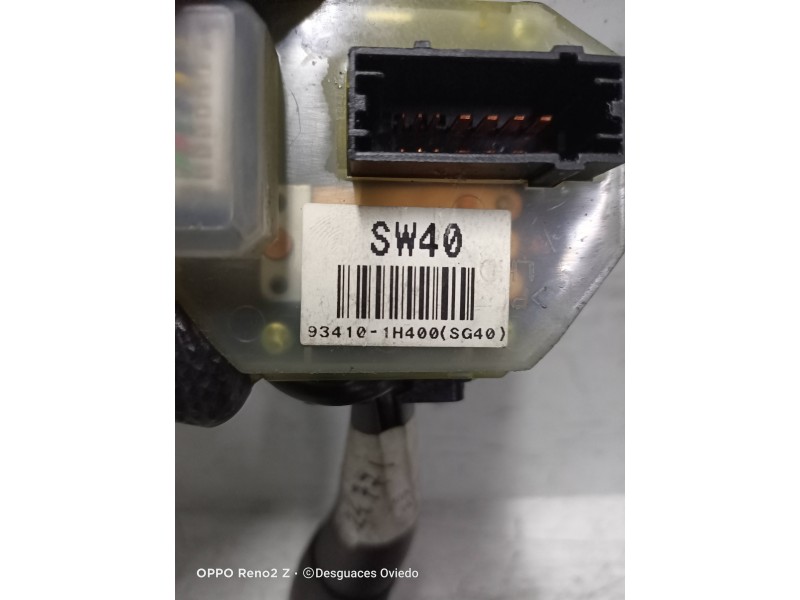 SW40
93410-1H400(SG40)
OPPO Reno2 Z · ©Desguaces Oviedo